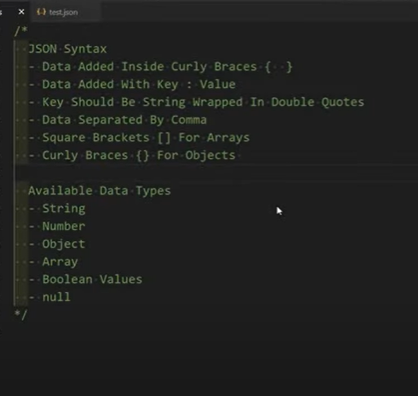 test.json
/*
JSON Syntax
- Data Added Inside Curly Braces { }
- Data Added With Key : Value
- Key Should Be String Wrapped In Double Quotes
- Data Separated By Comma
- Square Brackets [] For Arrays
- Curly Braces {} For Objects
Available Data Types
- String
- Number
- Object
- Array
- Boolean Values
- null
*/